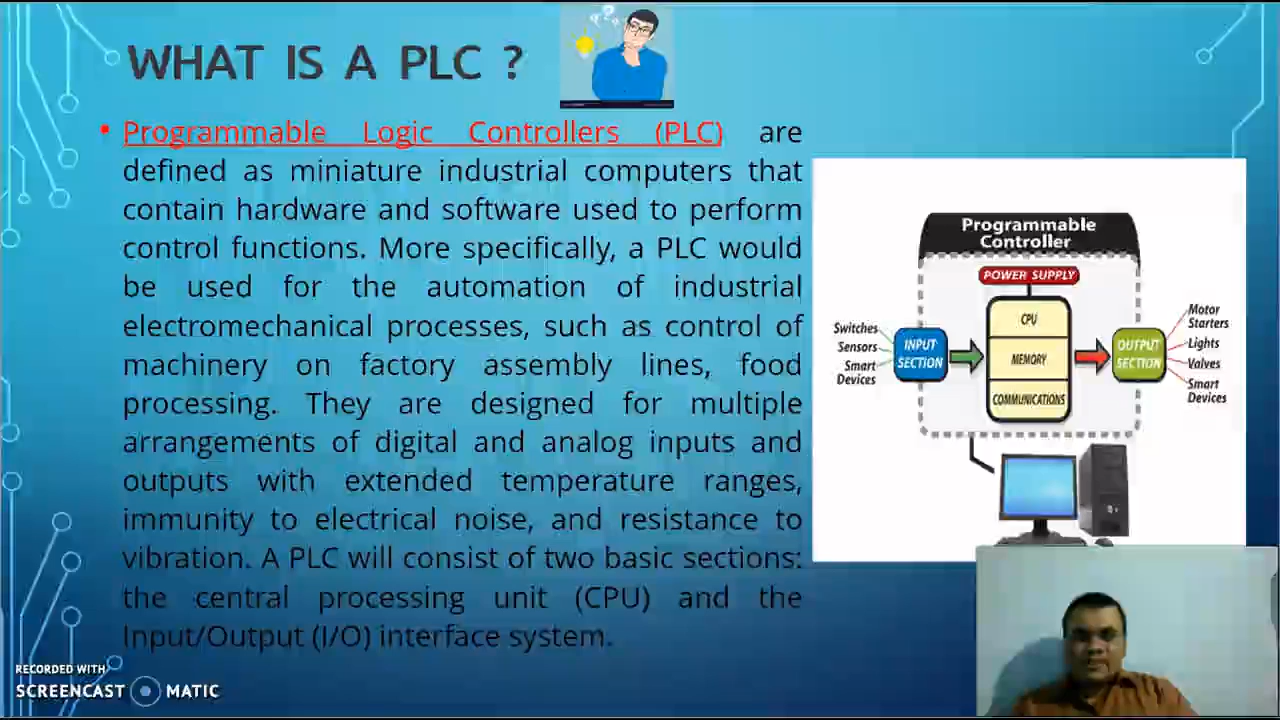 WHAT IS A PLC ?
Programmable Logic Controllers (PLC) are
defined as miniature industrial computers that
contain hardware and software used to perform
control functions. More specifically, a PLC would
be used for the automation of industrial
electromechanical processes, such as control of
machinery on factory assembly lines, food
processing. They are designed for multiple
arrangements of digital and analog inputs and
outputs with extended temperature ranges,
immunity to electrical noise, and resistance to
vibration. A PLC will consist of two basic sections:
the central processing unit (CPU) and the
Input/Output (I/O) interface system.
Programmable
Controller
POWER SUPPLY
CPU
MEMORY
COMMUNICATIONS
Switches
Sensors
Smart
Devices
INPUT
SECTION
OUTPUT
SECTION
Motor
Starters
Lights
Valves
Smart
Devices
RECORDED WITH
SCREENCAST MATIC